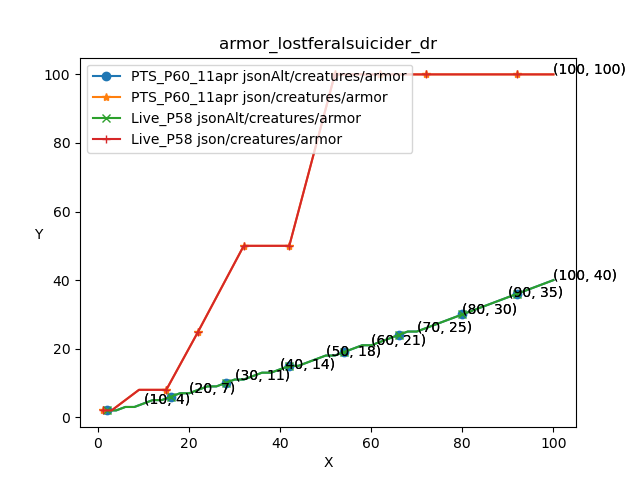 armor_lostferalsuicider_dr
PTS_P60_11apr jsonAlt/creatures/armor
PTS_P60_11apr json/creatures/armor
Live_P58 jsonAlt/creatures/armor
Live_P58 json/creatures/armor
(100, 100)
(100, 40)
(90, 35)
(80, 30)
(70, 25)
(60, 21)
(50, 18)
(40, 14)
(30, 11)
(20, 7)
(10, 4)
100
80
60
40
20
0
Y
0 20 40 60 80 100
X